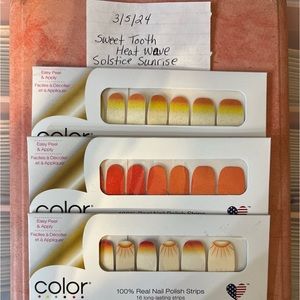 3/5/24
Sweet Tooth
Heat Wave
Solstice Sunrise
Easy Peel
& Apply
Faciles à Décoller
et à Appliquer
color
Easy Peel
& Apply
Faciles à Décoller
et à Appliquer
color
Easy Peel
& Apply
Faciles à Décoller
et à Appliquer
color
100% Real Nail Polish Strips
16 long-lasting strips